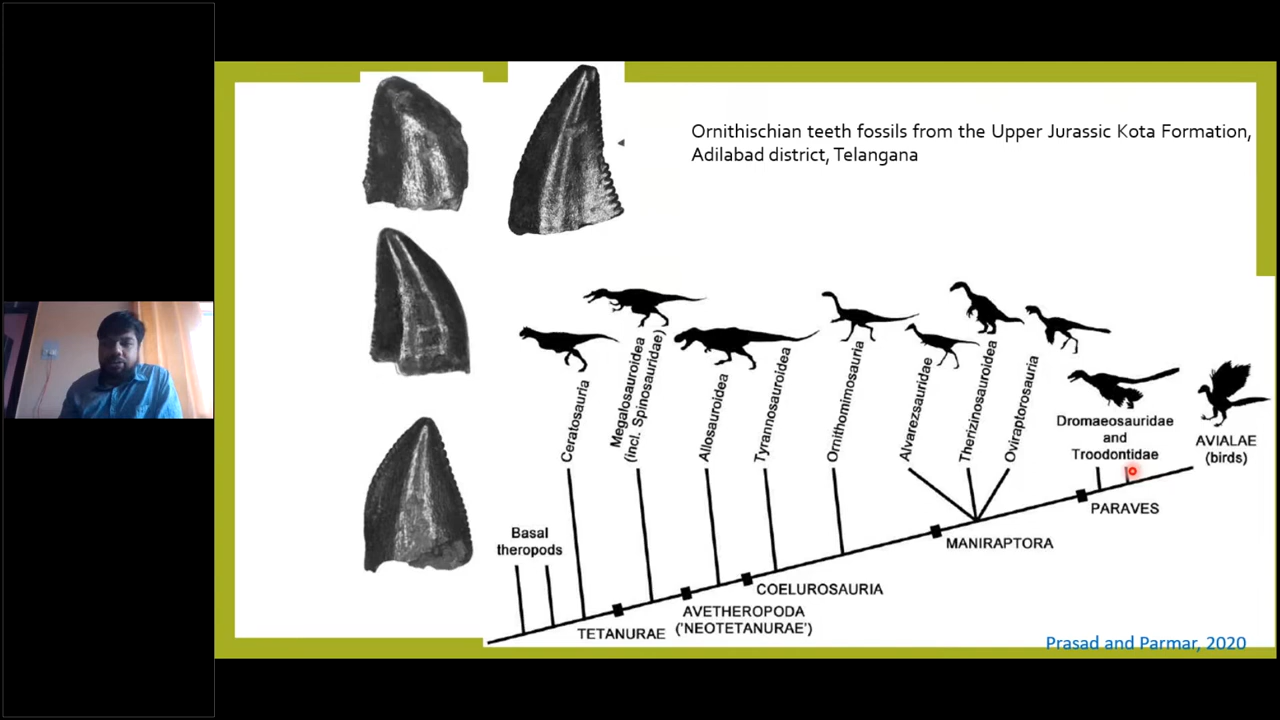 Ornithischian teeth fossils from the Upper Jurassic Kota Formation,
Adilabad district, Telangana
Ceratosauria
Megalosauroidea
(incl. Spinosauridae)
Allosauroidea
Tyrannosauroidea
Ornithomimosauria
Alvarezsauridae
Therizinosauroidea
Oviraptorosauria
Dromaeosauridae
and
Troodontidae
AVIALAE
(birds)
Basal
theropods
PARAVES
MANIRAPTORA
COELUROSAURIA
AVETHEROPODA
('NEOTETANURAE')
TETANURAE
Prasad and Parmar, 2020